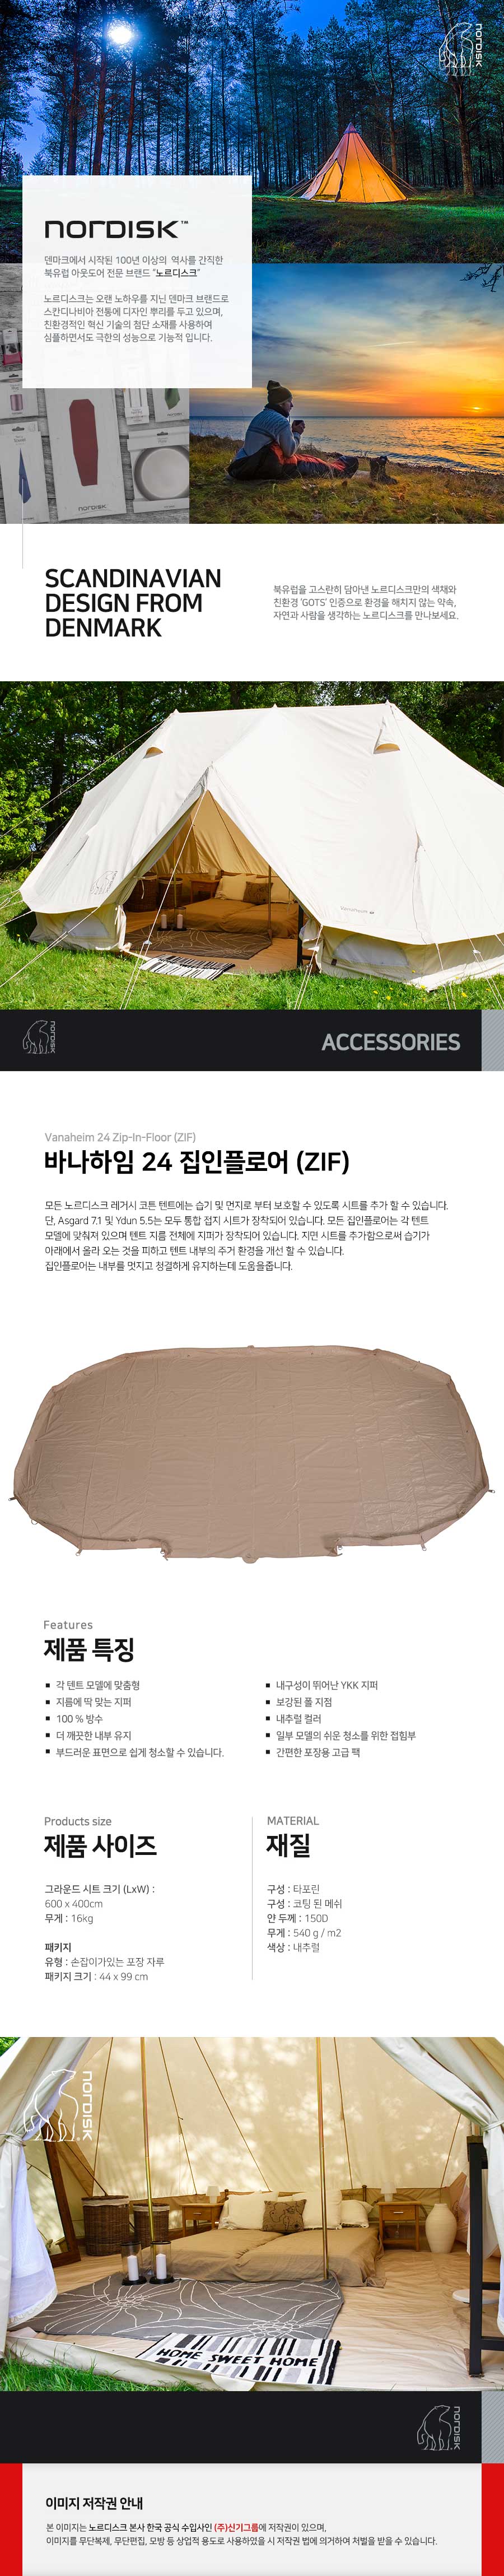 NORDISK
NORDISK™
덴마크에서 시작된 100년 이상의 역사를 간직한
북유럽 아웃도어 전문 브랜드 "노르디스크"
노르디스크는 오랜 노하우를 지닌 덴마크 브랜드로
스칸디나비아 전통에 디자인 뿌리를 두고 있으며,
친환경적인 혁신 기술의 첨단 소재를 사용하여
심플하면서도 극한의 성능으로 기능적 입니다.
NORDISK
SCANDINAVIAN
DESIGN FROM
DENMARK
북유럽을 고스란히 담아낸 노르디스크만의 색채와
친환경 'GOTS' 인증으로 환경을 해치지 않는 약속,
자연과 사람을 생각하는 노르디스크를 만나보세요.
Vanaheim
NORDISK
ACCESSORIES
Vanaheim 24 Zip-In-Floor (ZIF)
바나하임 24 집인플로어 (ZIF)
모든 노르디스크 레거시 코튼 텐트에는 습기 및 먼지로 부터 보호할 수 있도록 시트를 추가 할 수 있습니다.
단, Asgard 7.1 및 Ydun 5.5는 모두 통합 접지 시트가 장착되어 있습니다. 모든 집인플로어는 각 텐트
모델에 맞춰져 있으며 텐트 지름 전체에 지퍼가 장착되어 있습니다. 지면 시트를 추가함으로써 습기가
아래에서 올라 오는 것을 피하고 텐트 내부의 주거 환경을 개선 할 수 있습니다.
집인플로어는 내부를 멋지고 청결하게 유지하는데 도움을줍니다.
Features
제품 특징
각 텐트 모델에 맞춤형
지름에 딱 맞는 지퍼
100 % 방수
더 깨끗한 내부 유지
부드러운 표면으로 쉽게 청소할 수 있습니다.
내구성이 뛰어난 YKK 지퍼
보강된 폴 지점
내추럴 컬러
일부 모델의 쉬운 청소를 위한 접힘부
간편한 포장용 고급 팩
Products size
제품 사이즈
그라운드 시트 크기 (LxW) :
600 x 400cm
무게 : 16kg
패키지
유형 : 손잡이가있는 포장 자루
패키지 크기 : 44 x 99 cm
MATERIAL
재질
구성 : 타포린
구성 : 코팅 된 메쉬
얀 두께 : 150D
무게 : 540 g / m2
색상 : 내추럴
NORDISK
HOME SWEET HOME
NORDISK
이미지 저작권 안내
본 이미지는 노르디스크 본사 한국 공식 수입사인 (주)신기그룹에 저작권이 있으며,
이미지를 무단복제, 무단편집, 모방 등 상업적 용도로 사용하였을 시 저작권 법에 의거하여 처벌을 받을 수 있습니다.